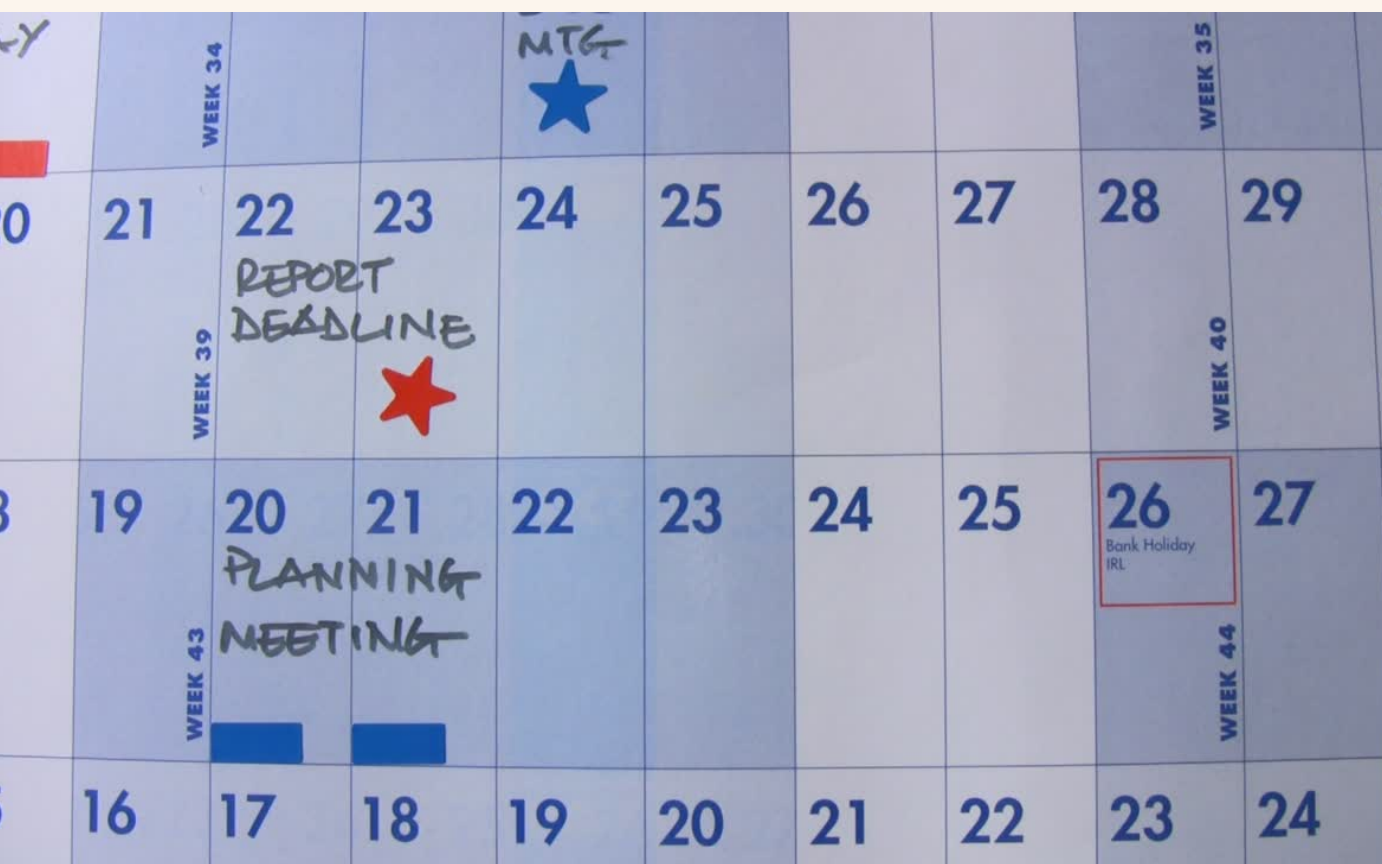 MTG
WEEK 34
WEEK 35
21 22 23 24 25 26 27 28 29
REPORT
DEADLINE
WEEK 39
WEEK 40
19 20 21 22 23 24 25 26 27
Bank Holiday
IRL
PLANNING
MEETING
WEEK 43
WEEK 44
16 17 18 19 20 21 22 23 24